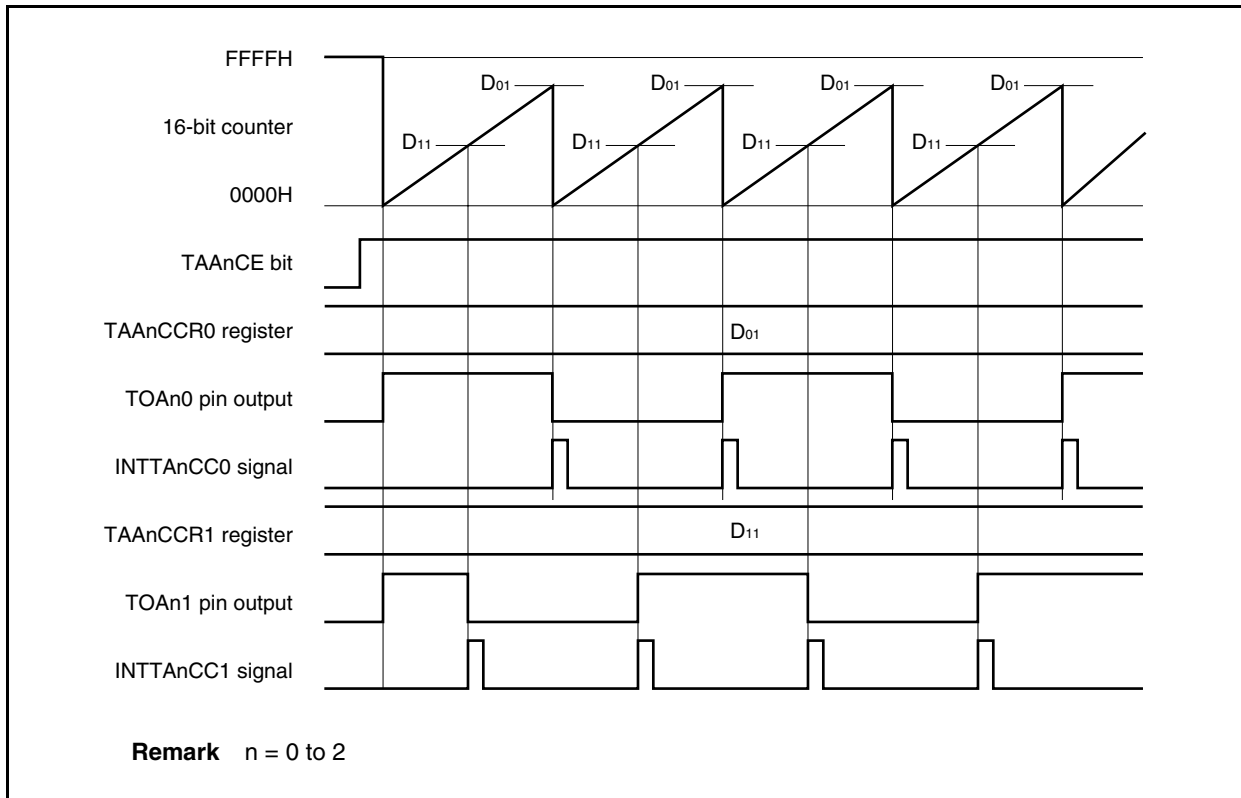 FFFFH
D01 D01 D01 D01
16-bit counter
D11 D11 D11 D11
0000H
TAAnCE bit
TAAnCCR0 register D01
TOAn0 pin output
INTTAnCC0 signal
TAAnCCR1 register D11
TOAn1 pin output
INTTAnCC1 signal
Remark n = 0 to 2